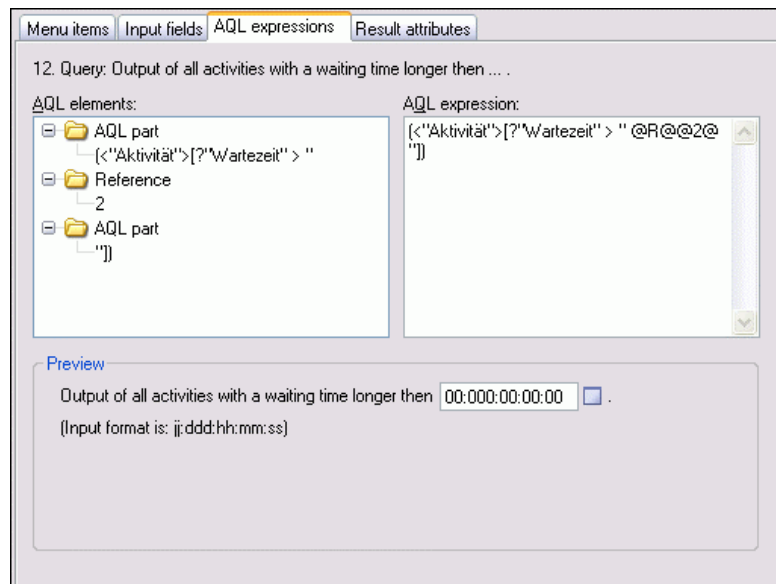 Menu items Input fields AQL expressions Result attributes
12. Query: Output of all activities with a waiting time longer then ... .
AQL elements: AQL expression:
AQL part
(<"Aktivität">[?"Wartezeit" > "
Reference
2
AQL part
"])
(<"Aktivität">[?"Wartezeit" > " @R@@2@
"])
Preview
Output of all activities with a waiting time longer then 00:000:00:00:00 .
(Input format is: jj:ddd:hh:mm:ss)